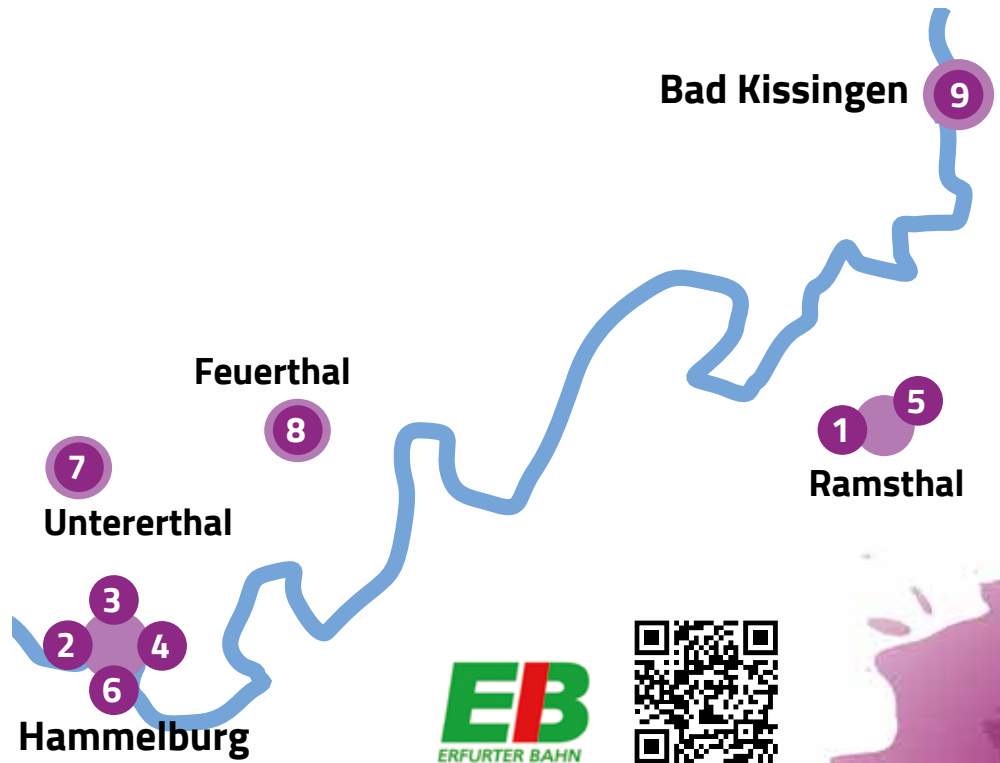 Bad Kissingen
9
Feuerthal
8
5
1
Ramsthal
7
Untererthal
3
2
4
6
Hammelburg
EB
ERFURTER BAHN